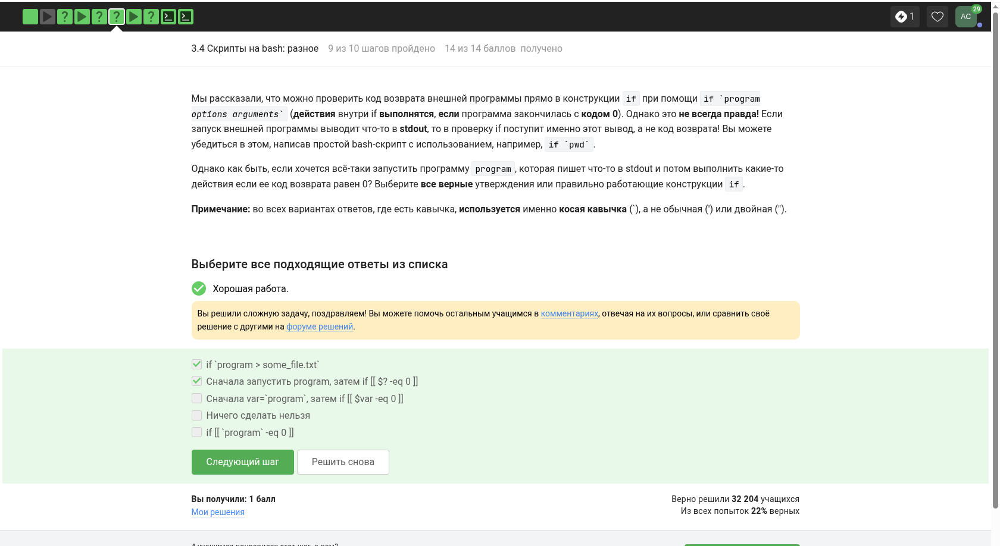 1
AC
29
3.4 Скрипты на bash: разное 9 из 10 шагов пройдено 14 из 14 баллов получено
Мы рассказали, что можно проверить код возврата внешней программы прямо в конструкции if при помощи if `program
options arguments` (действия внутри if выполнятся, если программа закончилась с кодом 0). Однако это не всегда правда! Если
запуск внешней программы выводит что-то в stdout, то в проверку if поступит именно этот вывод, а не код возврата! Вы можете
убедиться в этом, написав простой bash-скрипт с использованием, например, if `pwd`.
Однако как быть, если хочется всё-таки запустить программу program, которая пишет что-то в stdout и потом выполнить какие-то
действия если ее код возврата равен 0? Выберите все верные утверждения или правильно работающие конструкции if.
Примечание: во всех вариантах ответов, где есть кавычка, используется именно косая кавычка (`), а не обычная (') или двойная (").
Выберите все подходящие ответы из списка
Хорошая работа.
Вы решили сложную задачу, поздравляем! Вы можете помочь остальным учащимся в комментариях, отвечая на их вопросы, или сравнить своё
решение с другими на форуме решений.
if `program > some_file.txt`
Сначала запустить program, затем if [[ $? -eq 0 ]]
Сначала var=`program`, затем if [[ $var -eq 0 ]]
Ничего сделать нельзя
if [[ `program` -eq 0 ]]
Следующий шаг Решить снова
Вы получили: 1 балл
Мои решения
Верно решили 32 204 учащихся
Из всех попыток 22% верных